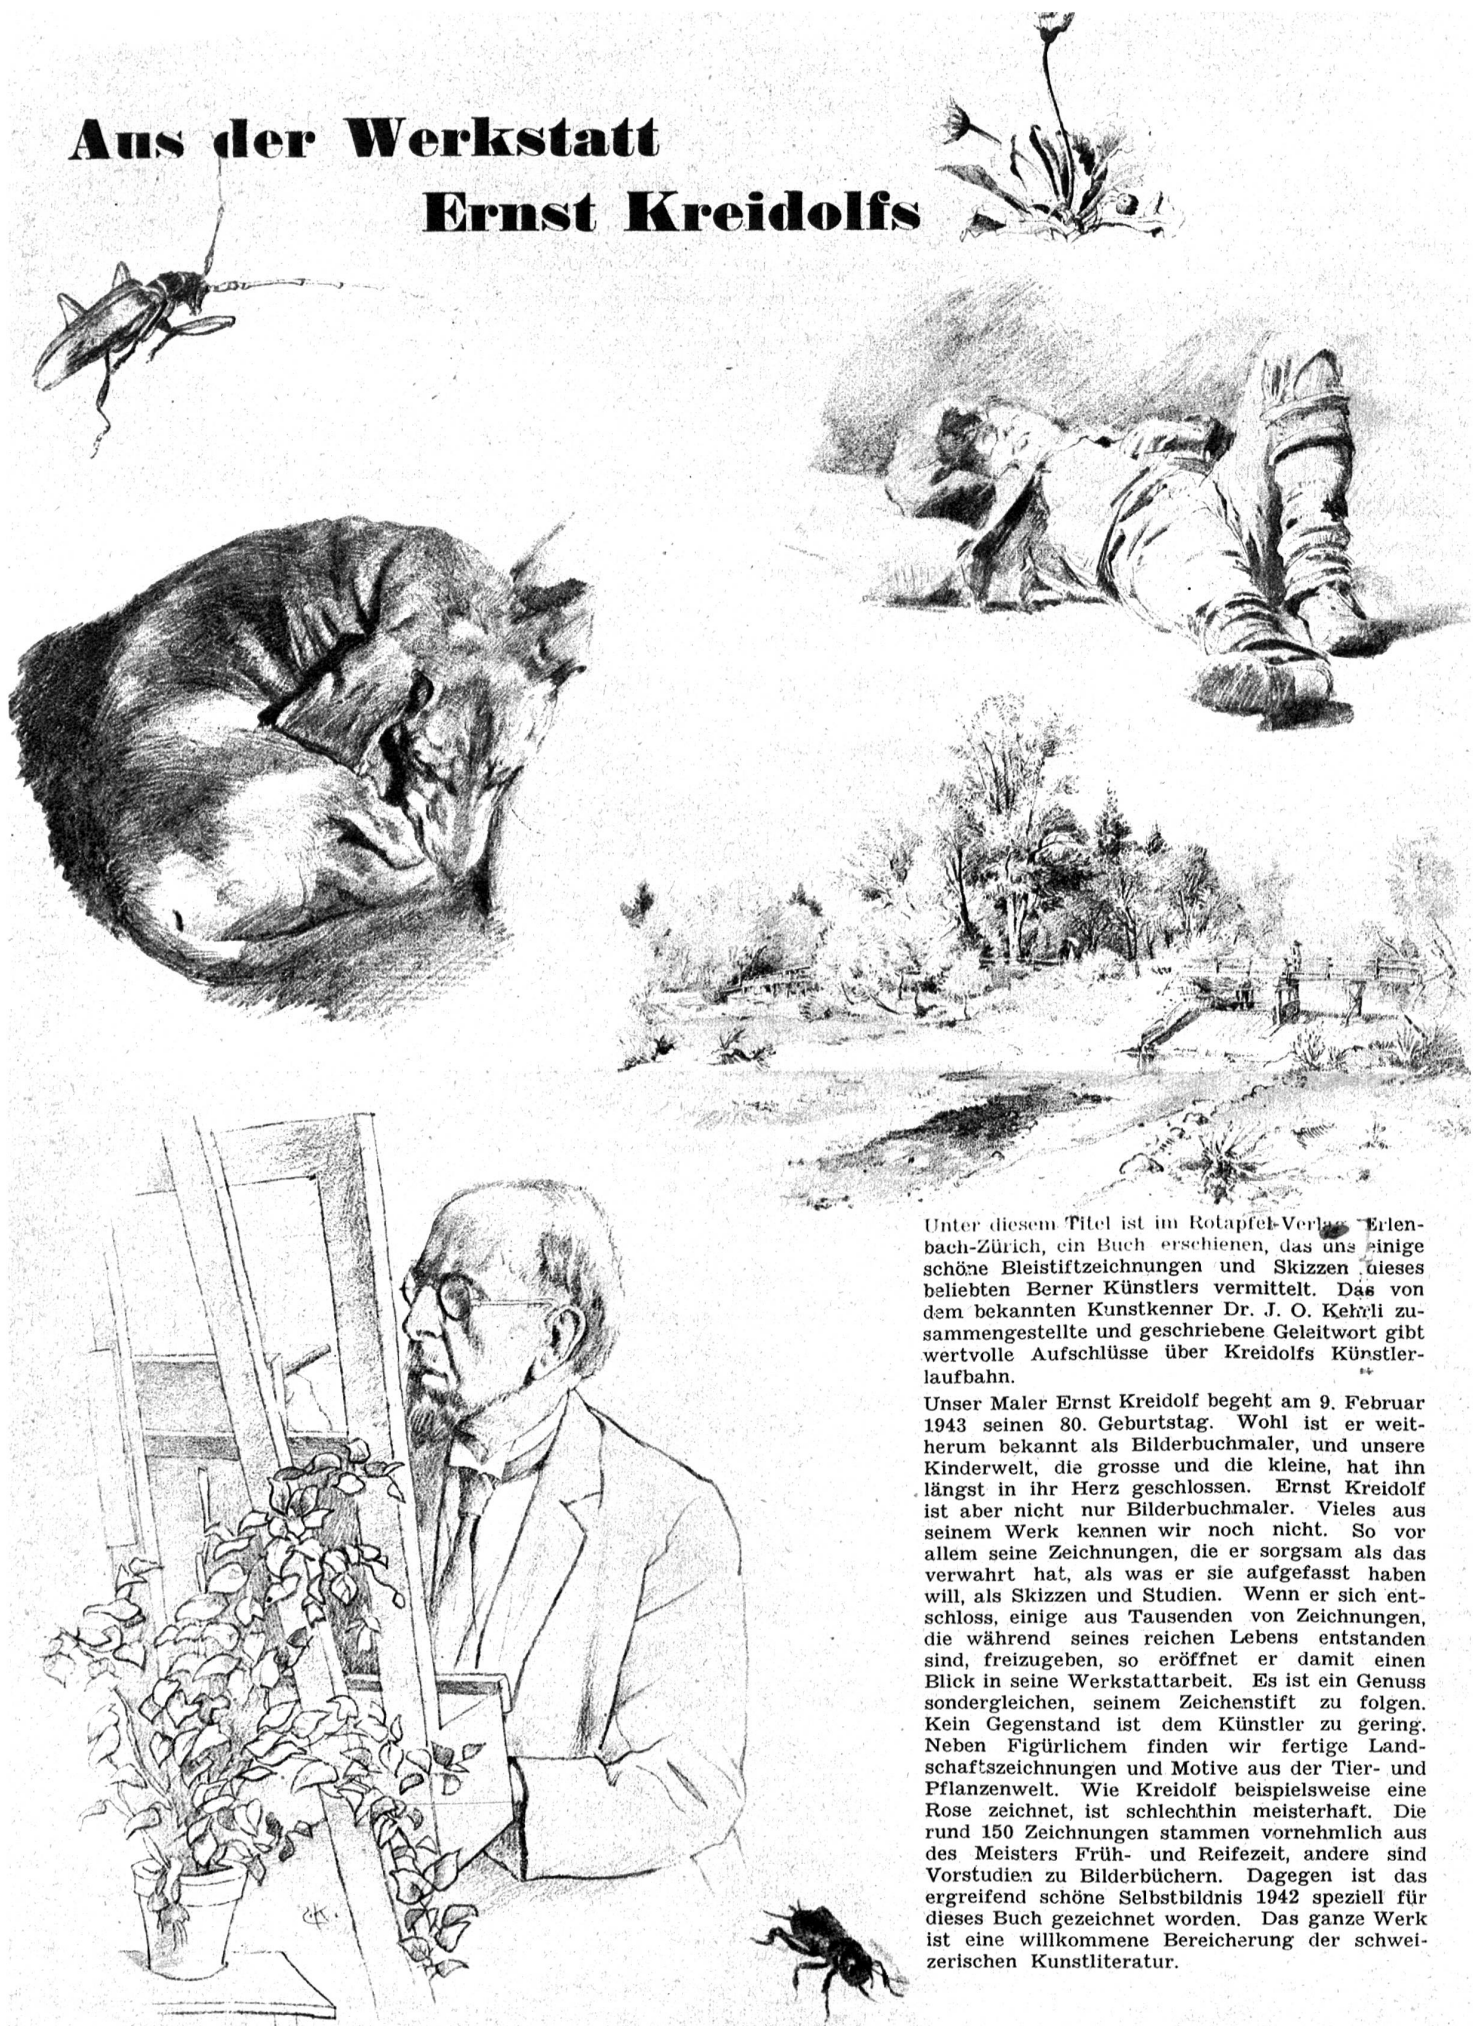 Aus der Werkstatt
Ernst Kreidolfs
Unter diesem Titel ist im Rotapfel-Verlag Erlen-
bach-Zürich, ein Buch erschienen, das uns einige
schöne Bleistiftzeichnungen und Skizzen dieses
beliebten Berner Künstlers vermittelt. Das von
dem bekannten Kunstkenner Dr. J. O. Kehrli zu-
sammengestellte und geschriebene Geleitwort gibt
wertvolle Aufschlüsse über Kreidolfs Künstler-
laufbahn.
Unser Maler Ernst Kreidolf begeht am 9. Februar
1943 seinen 80. Geburtstag. Wohl ist er weit-
herum bekannt als Bilderbuchmaler, und unsere
Kinderwelt, die grosse und die kleine, hat ihn
längst in ihr Herz geschlossen. Ernst Kreidolf
ist aber nicht nur Bilderbuchmaler. Vieles aus
seinem Werk kennen wir noch nicht. So vor
allem seine Zeichnungen, die er sorgsam als das
verwahrt hat, als was er sie aufgefasst haben
will, als Skizzen und Studien. Wenn er sich ent-
schloss, einige aus Tausenden von Zeichnungen,
die während seines reichen Lebens entstanden
sind, freizugeben, so eröffnet er damit einen
Blick in seine Werkstattarbeit. Es ist ein Genuss
sondergleichen, seinem Zeichenstift zu folgen.
Kein Gegenstand ist dem Künstler zu gering.
Neben Figürlichem finden wir fertige Land-
schaftszeichnungen und Motive aus der Tier- und
Pflanzenwelt. Wie Kreidolf beispielsweise eine
Rose zeichnet, ist schlechthin meisterhaft. Die
rund 150 Zeichnungen stammen vornehmlich aus
des Meisters Früh- und Reifezeit, andere sind
Vorstudien zu Bilderbüchern. Dagegen ist das
ergreifend schöne Selbstbildnis 1942 speziell für
dieses Buch gezeichnet worden. Das ganze Werk
ist eine willkommene Bereicherung der schwei-
zerischen Kunstliteratur.